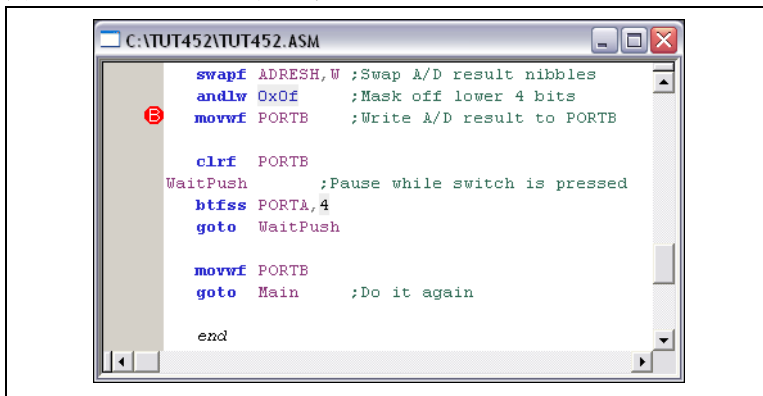 C:\TUT452\TUT452.ASM
swapf ADRESH,W ;Swap A/D result nibbles
andlw 0x0f ;Mask off lower 4 bits
B movwf PORTB ;Write A/D result to PORTB
clrf PORTB
WaitPush ;Pause while switch is pressed
btfss PORTA,4
goto WaitPush
movwf PORTB
goto Main ;Do it again
end